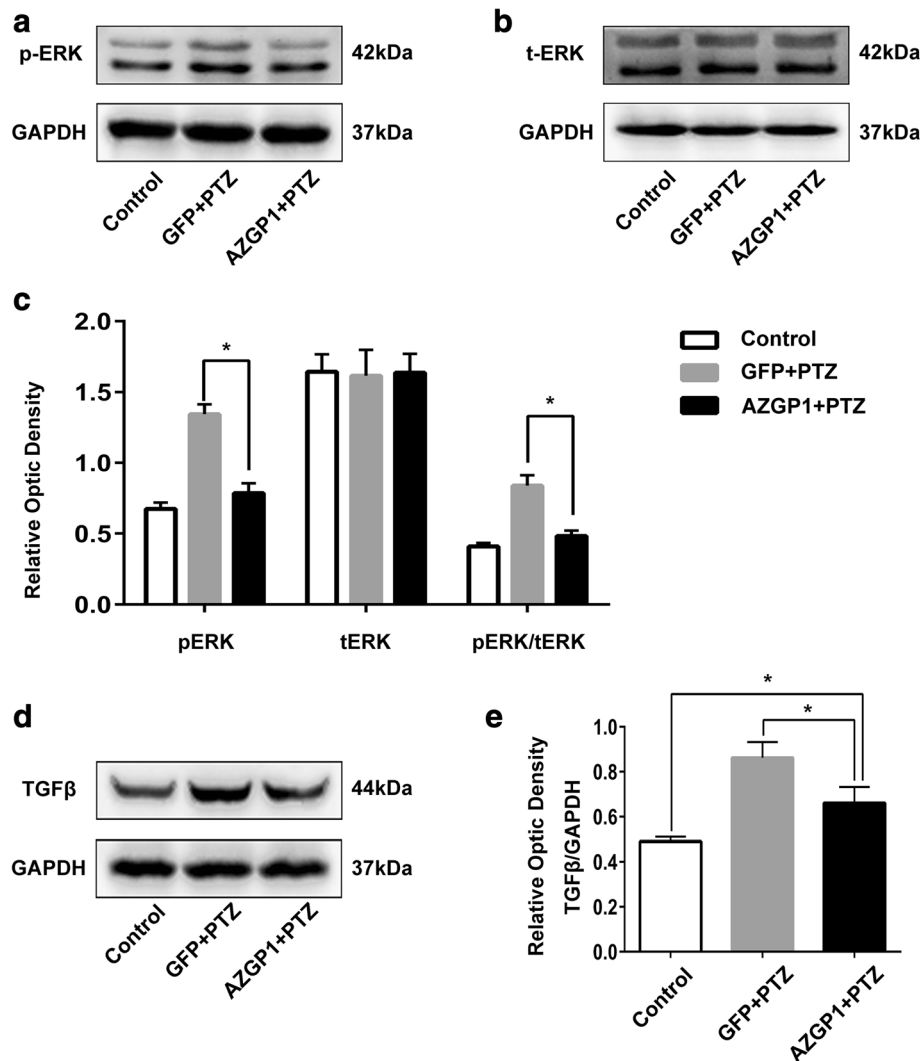 a
p-ERK
42kDa
GAPDH
37kDa
Control
GFP+PTZ
AZGP1+PTZ
b
t-ERK
42kDa
GAPDH
37kDa
Control
GFP+PTZ
AZGP1+PTZ
c
Relative Optic Density
2.0
1.5
1.0
0.5
0.0
*
*
pERK
tERK
pERK/tERK
Control
GFP+PTZ
AZGP1+PTZ
d
TGFβ
44kDa
GAPDH
37kDa
Control
GFP+PTZ
AZGP1+PTZ
e
Relative Optic Density
TGFβ/GAPDH
1.0
0.8
0.6
0.4
0.2
0.0
*
*
Control
GFP+PTZ
AZGP1+PTZ